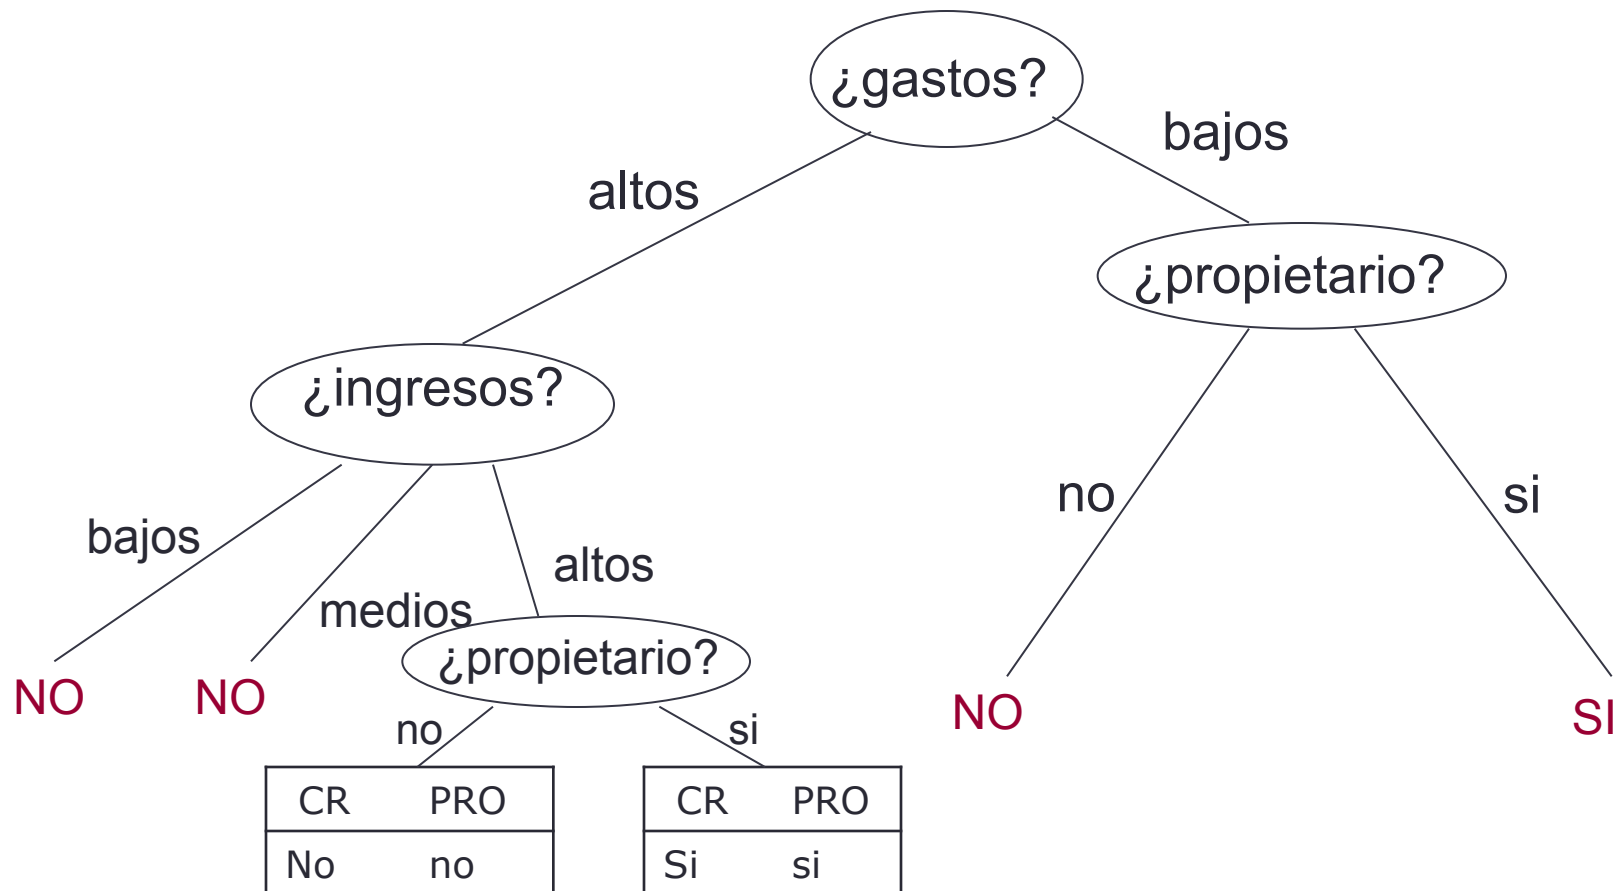 ¿gastos?
altos
bajos
¿propietario?
¿ingresos?
no
si
bajos
medios
altos
¿propietario?
NO
NO
NO
SI
no
si
CR PRO
No no
CR PRO
Si si